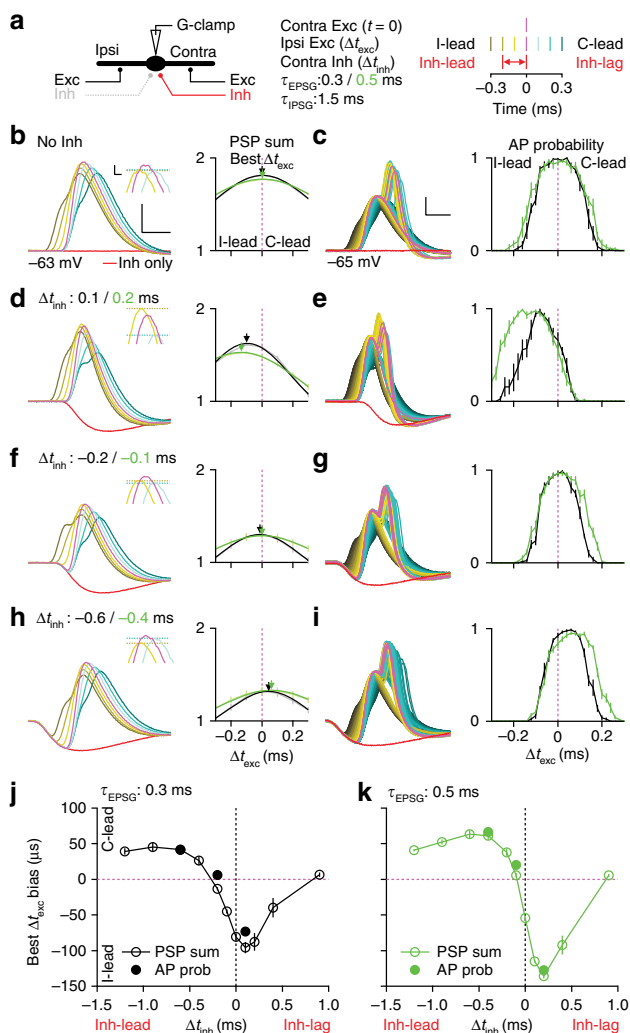 a
G-clamp
Ipsi
Contra
Exc
Inh
Exc
Inh
Contra Exc (t = 0)
Ipsi Exc (Δtexc)
Contra Inh (Δtinh)
τEPSG:0.3 / 0.5 ms
τIPSG:1.5 ms
I-lead
C-lead
Inh-lead
Inh-lag
−0.3 0 0.3
Time (ms)
b
No Inh
−63 mV
Inh only
PSP sum
Best Δtexc
2
1
I-lead C-lead
c
−65 mV
AP probability
I-lead C-lead
1
0
d
Δtinh : 0.1 / 0.2 ms
2
1
e
1
0
f
Δtinh : −0.2 / −0.1 ms
2
1
g
1
0
h
Δtinh : −0.6 / −0.4 ms
2
1
−0.2 0 0.2
Δtexc (ms)
i
1
0
−0.2 0 0.2
Δtexc (ms)
j
τEPSG: 0.3 ms
Best Δtexc bias (μs)
C-lead
I-lead
100
50
0
−50
−100
−150
PSP sum
AP prob
−1.5 −1.0 −0.5 0 0.5 1.0
Inh-lead
Δtinh (ms)
Inh-lag
k
τEPSG: 0.5 ms
PSP sum
AP prob
−1.5 −1.0 −0.5 0 0.5 1.0
Inh-lead
Δtinh (ms)
Inh-lag